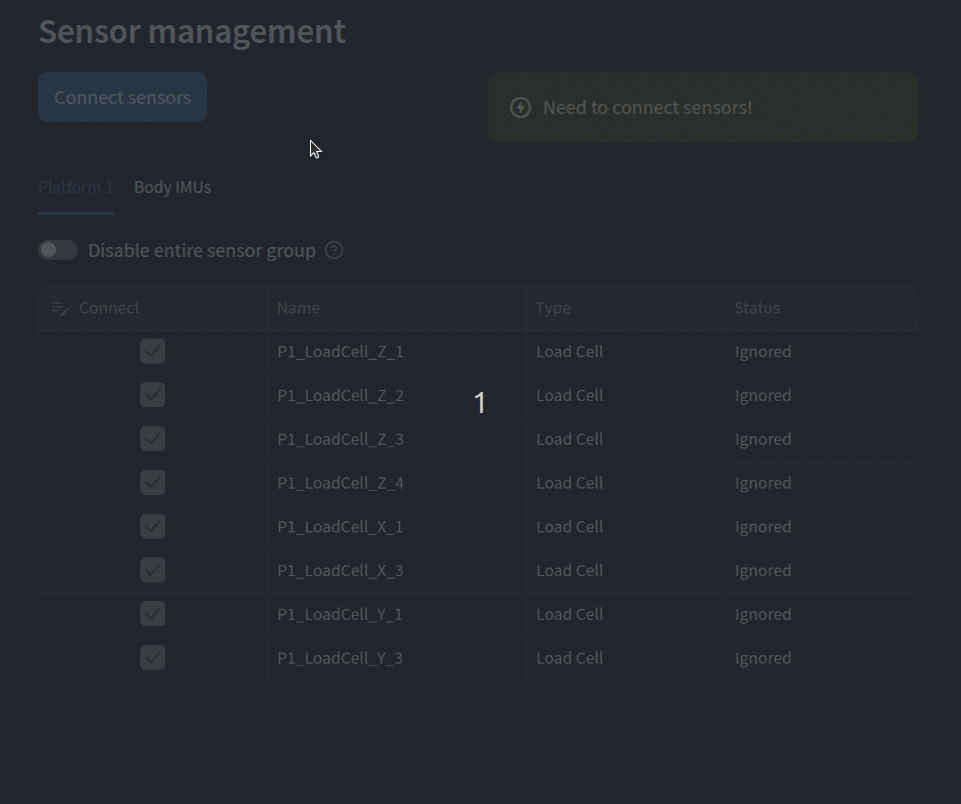 Sensor management
Connect sensors
Need to connect sensors!
Platform 1 Body IMUs
Disable entire sensor group ?
Connect Name Type Status
P1_LoadCell_Z_1 Load Cell Ignored
P1_LoadCell_Z_2 Load Cell Ignored
1
P1_LoadCell_Z_3 Load Cell Ignored
P1_LoadCell_Z_4 Load Cell Ignored
P1_LoadCell_X_1 Load Cell Ignored
P1_LoadCell_X_3 Load Cell Ignored
P1_LoadCell_Y_1 Load Cell Ignored
P1_LoadCell_Y_3 Load Cell Ignored